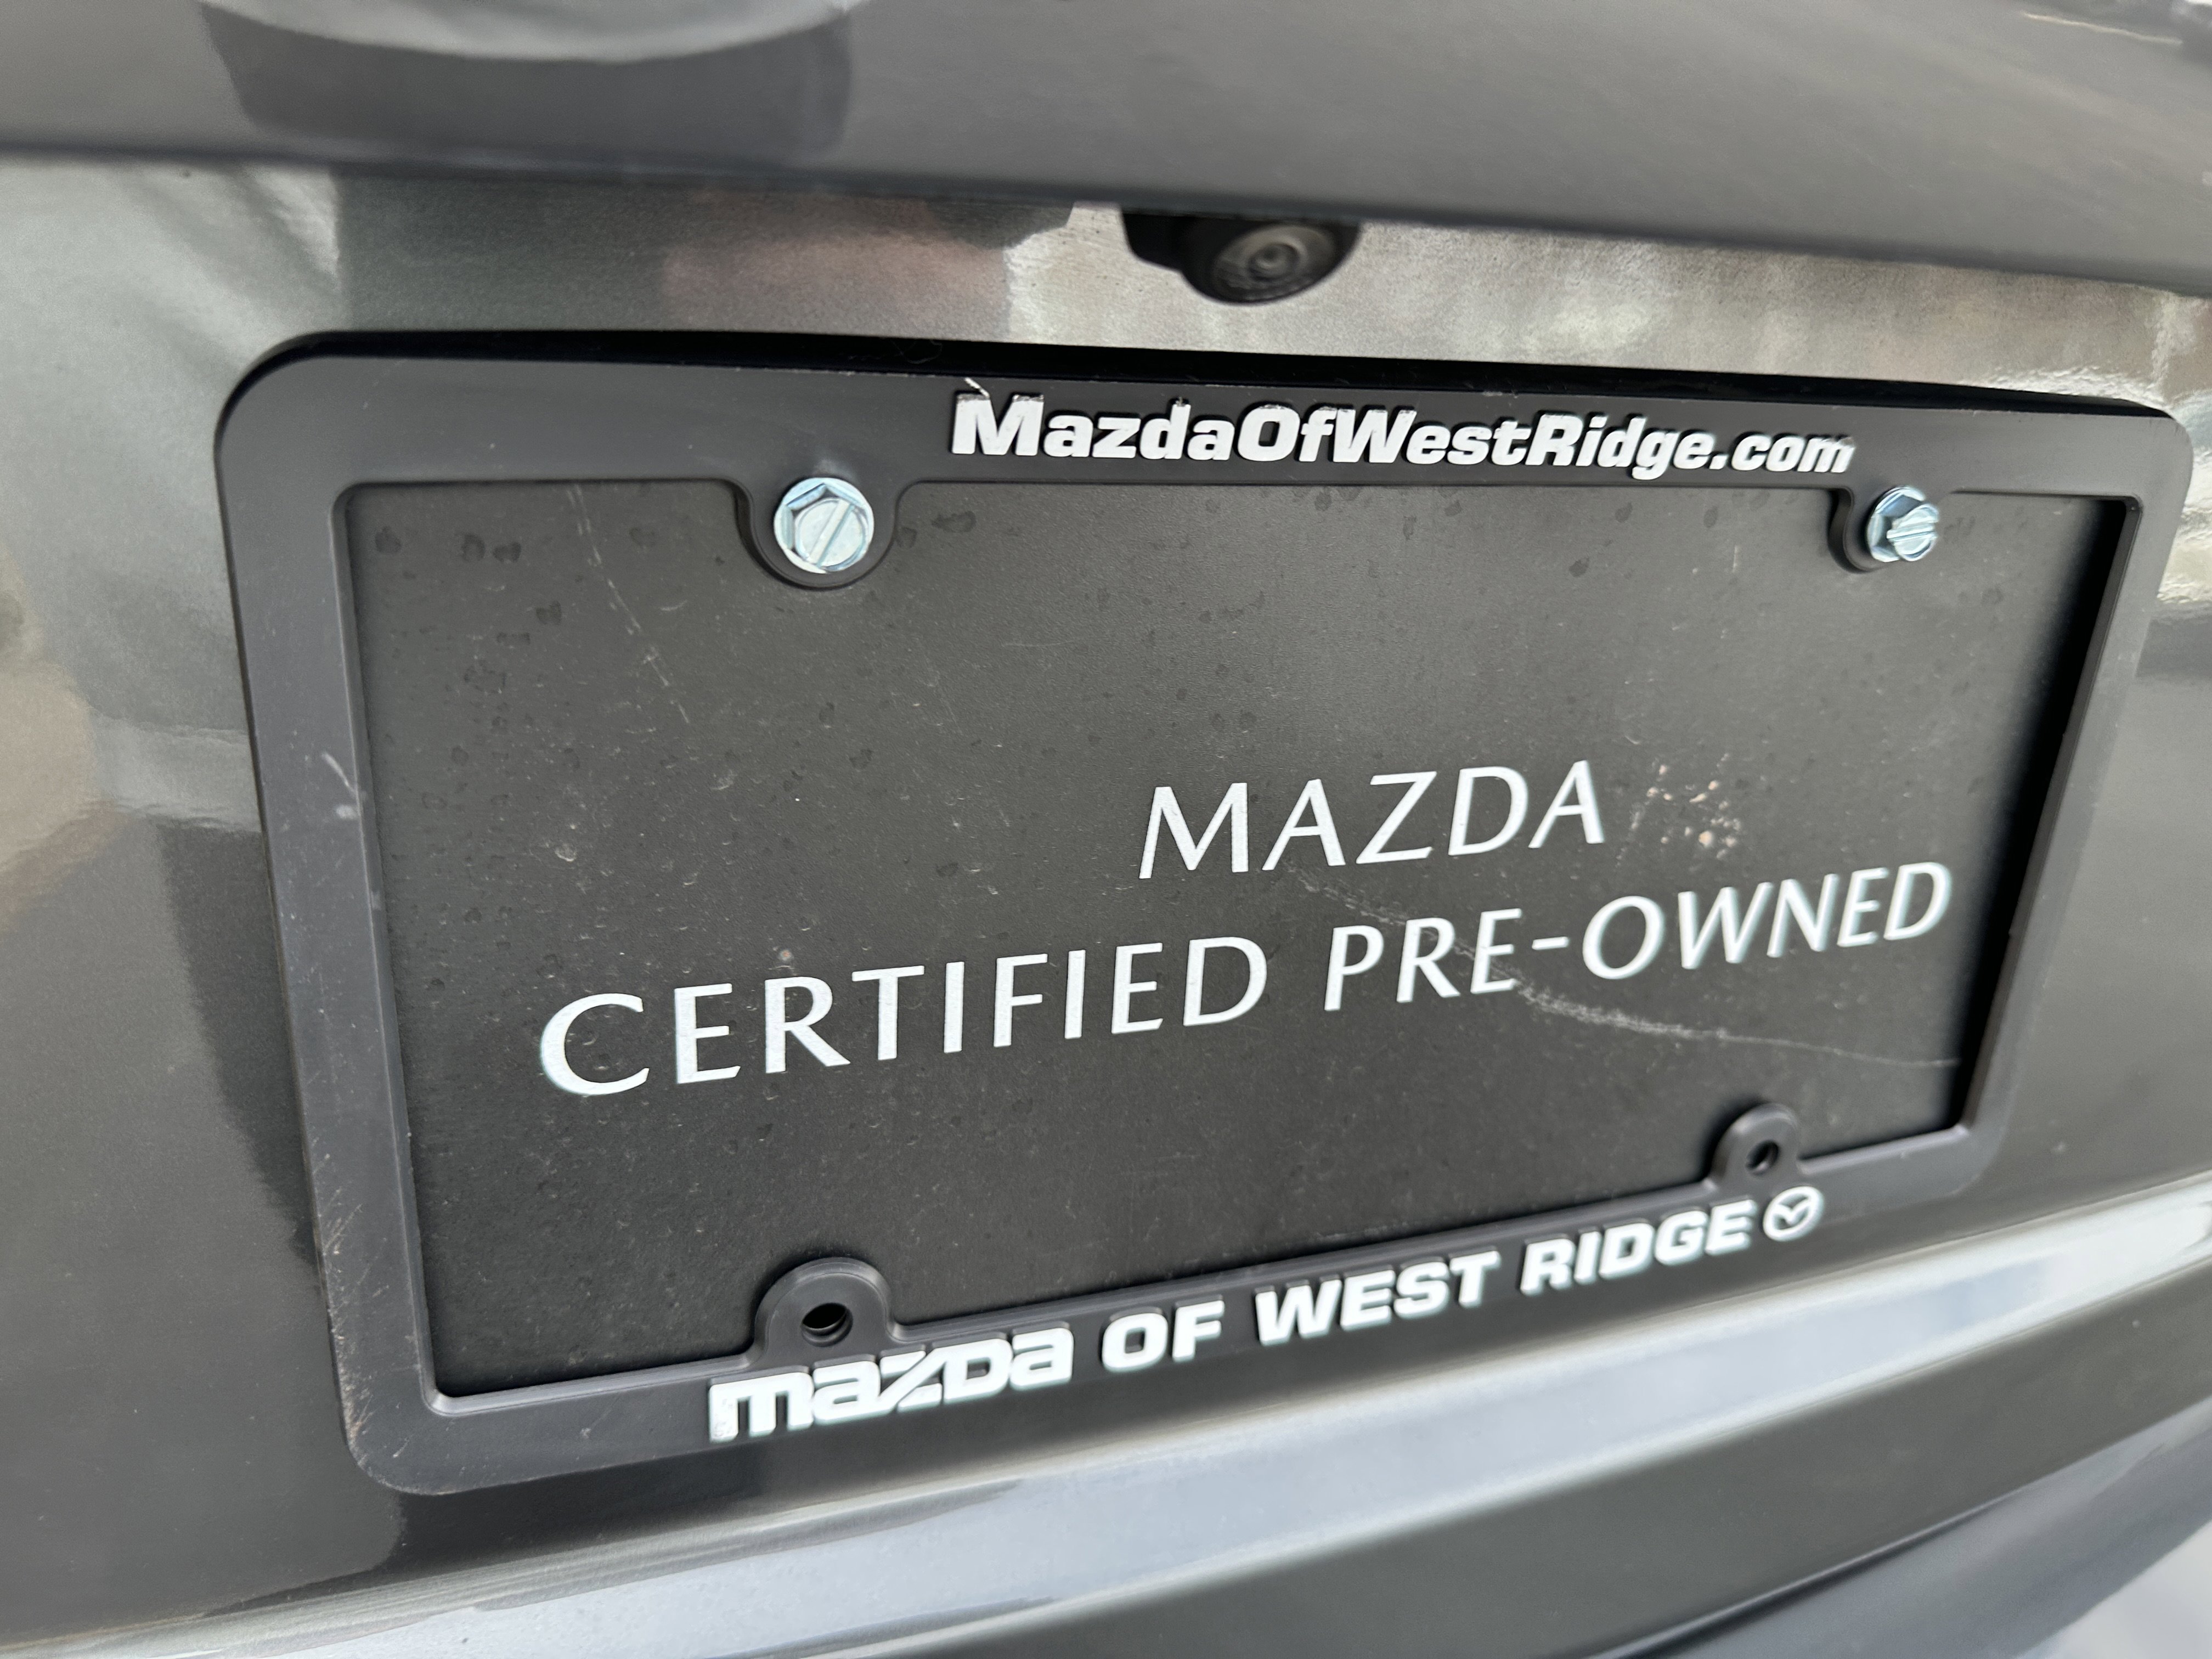 MazdaOfWestRidge.com
MAZDA
CERTIFIED PRE-OWNED
mazda OF WEST RIDGE